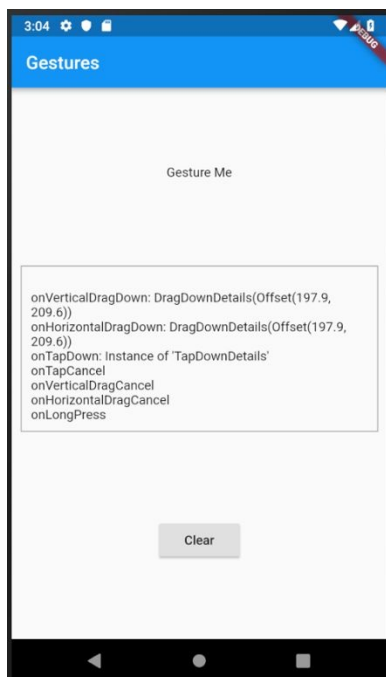 3:04
DEBUG
Gestures
Gesture Me
onVerticalDragDown: DragDownDetails(Offset(197.9,
209.6))
onHorizontalDragDown: DragDownDetails(Offset(197.9,
209.6))
onTapDown: Instance of 'TapDownDetails'
onTapCancel
onVerticalDragCancel
onHorizontalDragCancel
onLongPress
Clear